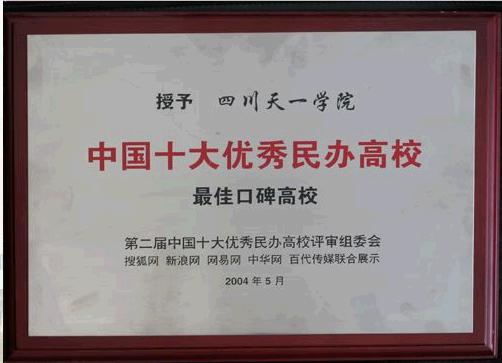 授予 四川天一学院
中国十大优秀民办高校
最佳口碑高校
第二届中国十大优秀民办高校评审组委会
搜狐网 新浪网 网易网 中华网 百代传媒联合展示
2004 年 5 月